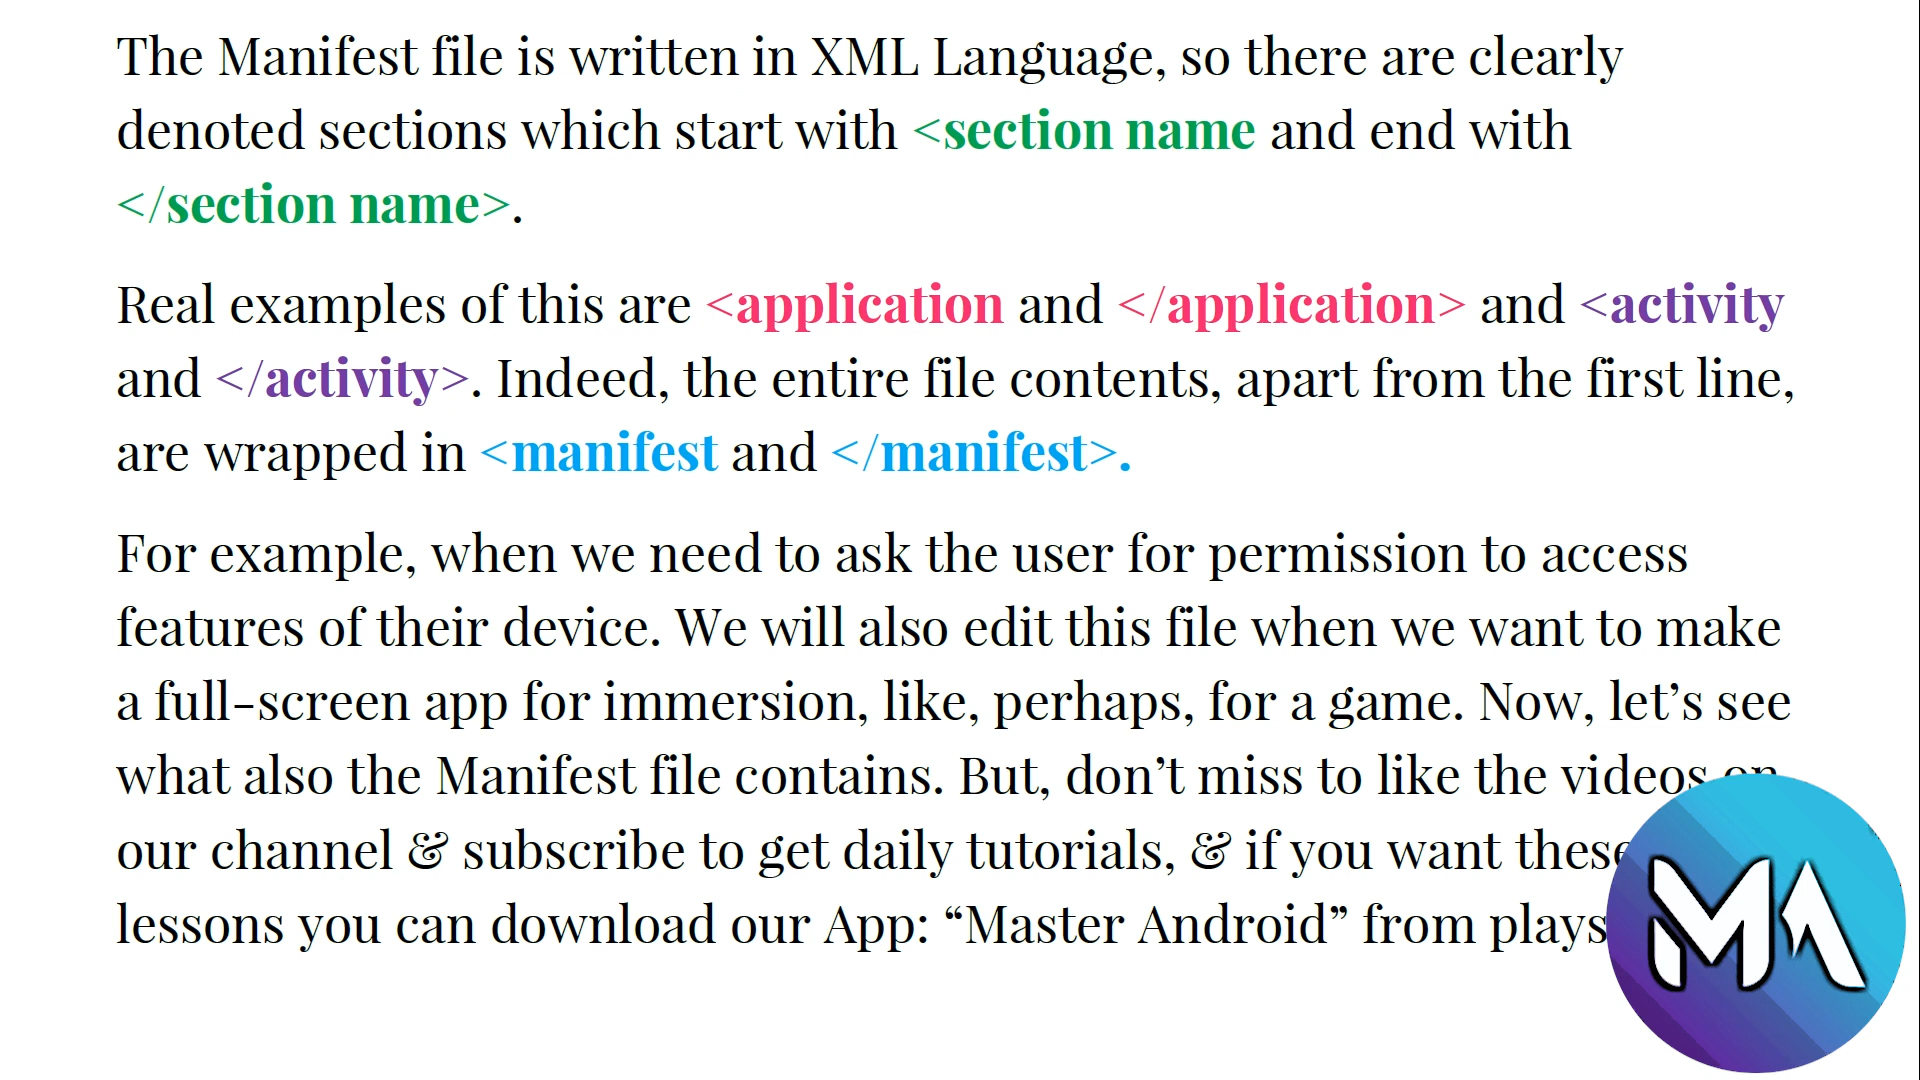 The Manifest file is written in XML Language, so there are clearly
denoted sections which start with <section name and end with
</section name>.
Real examples of this are <application and </application> and <activity
and </activity>. Indeed, the entire file contents, apart from the first line,
are wrapped in <manifest and </manifest>.
For example, when we need to ask the user for permission to access
features of their device. We will also edit this file when we want to make
a full-screen app for immersion, like, perhaps, for a game. Now, let’s see
what also the Manifest file contains. But, don’t miss to like the videos on
our channel & subscribe to get daily tutorials, & if you want these
lessons you can download our App: “Master Android” from plays
MA